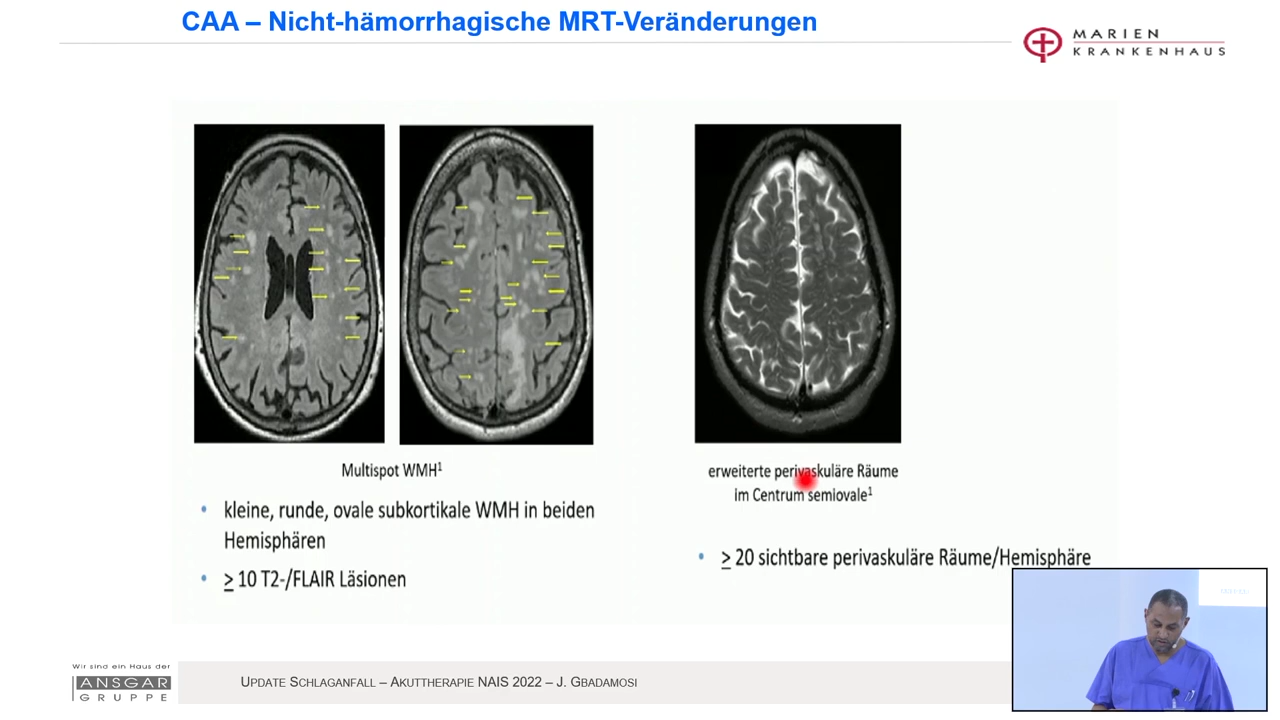 CAA – Nicht-hämorrhagische MRT-Veränderungen
MARIEN
KRANKENHAUS
Multispot WMH¹
• kleine, runde, ovale subkortikale WMH in beiden
Hemisphären
• ≥ 10 T2-/FLAIR Läsionen
erweiterte perivaskuläre Räume
im Centrum semiovale¹
• ≥ 20 sichtbare perivaskuläre Räume/Hemisphäre
Wir sind ein Haus der
ANSGAR
GRUPPE
UPDATE SCHLAGANFALL – AKUTTHERAPIE NAIS 2022 – J. GBADAMOSI